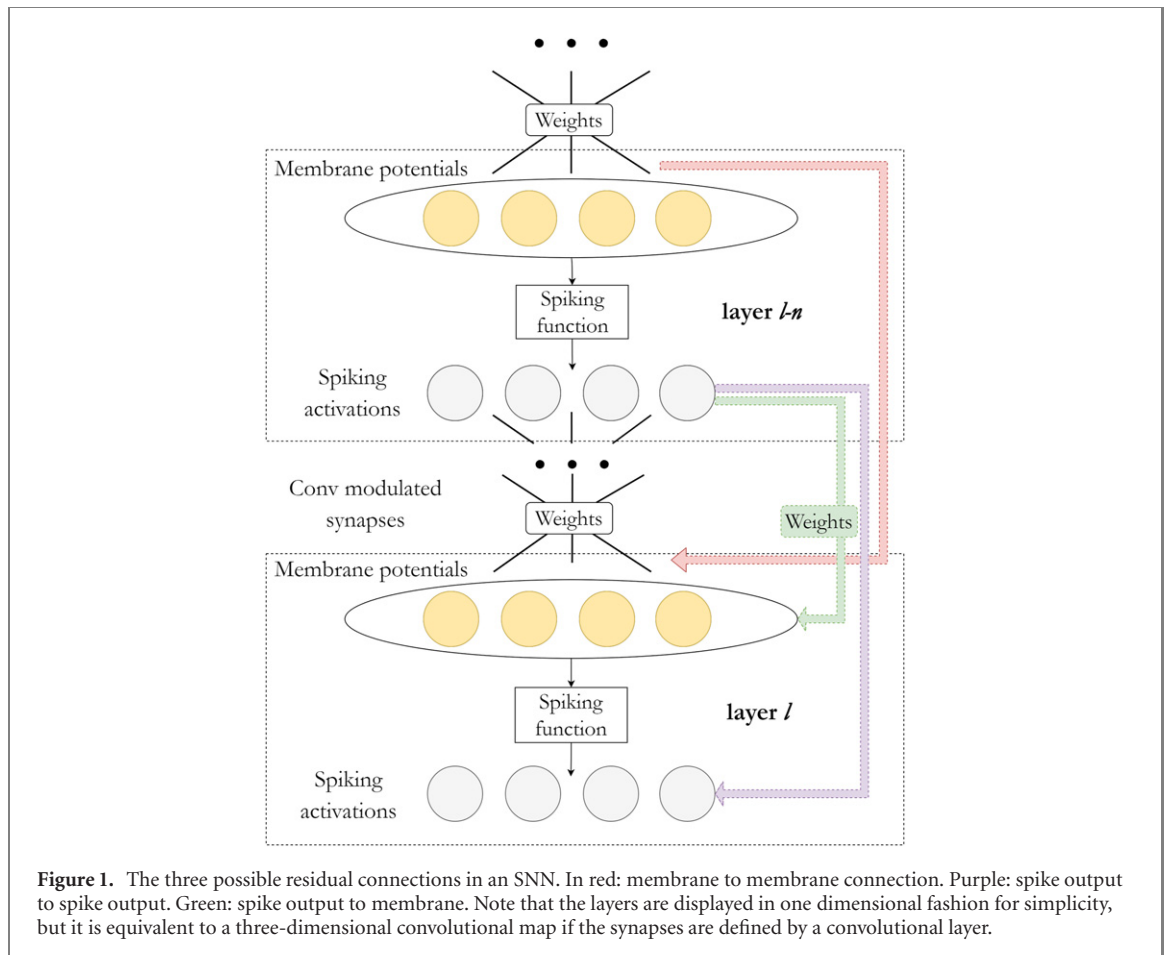 Weights
Membrane potentials
Spiking
function
layer l-n
Spiking
activations
Conv modulated
synapses
Weights
Weights
Membrane potentials
Spiking
function
layer l
Spiking
activations
Figure 1. The three possible residual connections in an SNN. In red: membrane to membrane connection. Purple: spike output
to spike output. Green: spike output to membrane. Note that the layers are displayed in one dimensional fashion for simplicity,
but it is equivalent to a three-dimensional convolutional map if the synapses are defined by a convolutional layer.